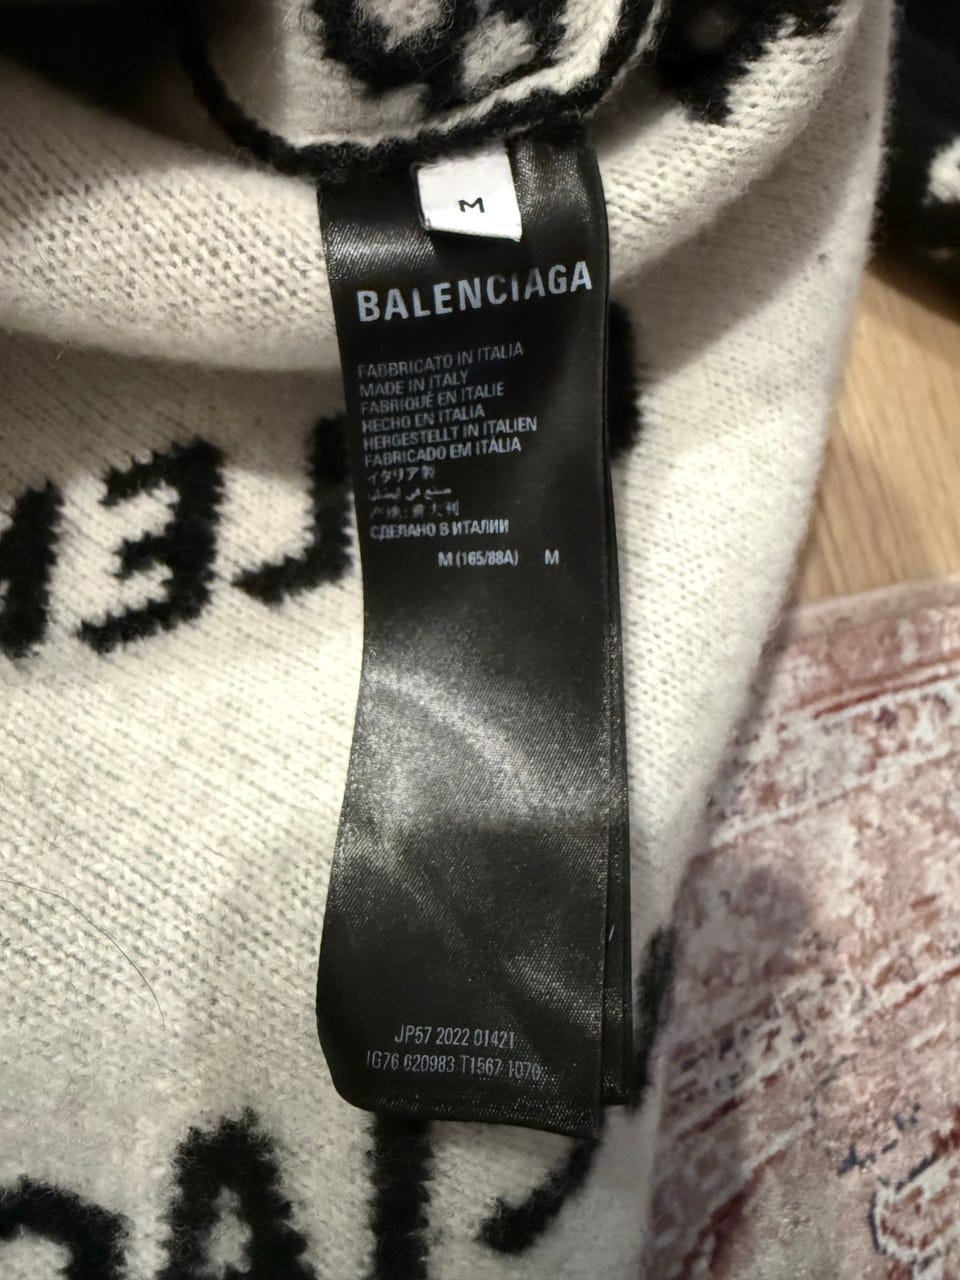 M
BALENCIAGA
FABBRICATO IN ITALIA
MADE IN ITALY
FABRIQUÉ EN ITALIE
HECHO EN ITALIA
HERGESTELLT IN ITALIEN
FABRICADO EM ITÁLIA
イタリア製
صنع في إيطاليا
产地：意大利
СДЕЛАНО В ИТАЛИИ
M (165/88A) M
JP57 2022 01421
620983 T1567 1070